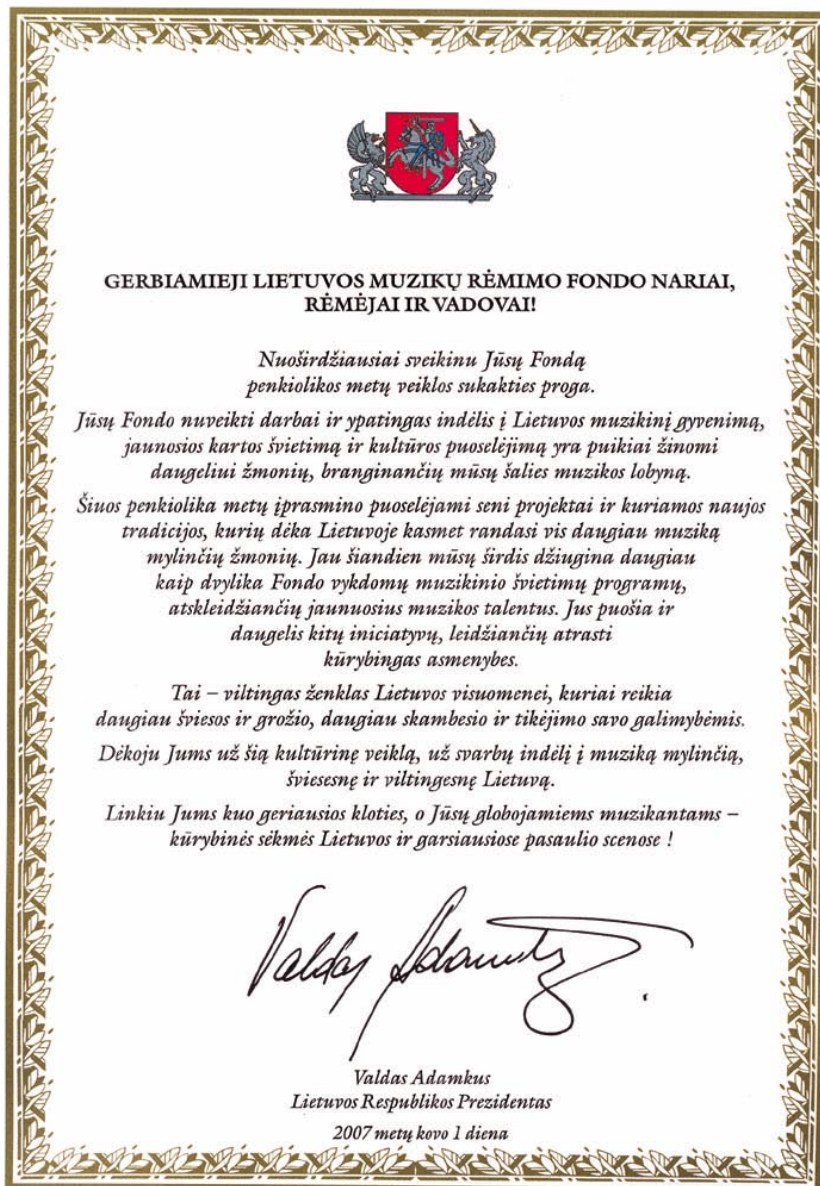 GERBIAMIEJI LIETUVOS MUZIKŲ RĖMIMO FONDO NARIAI,
RĖMĖJAI IR VADOVAI!
Nuoširdžiausiai sveikinu Jūsų Fondą
penkiolikos metų veiklos sukakties proga.
Jūsų Fondo nuveikti darbai ir ypatingas indėlis į Lietuvos muzikinį gyvenimą,
jaunosios kartos švietimą ir kultūros puoselėjimą yra puikiai žinomi
daugeliui žmonių, branginančių mūsų šalies muzikos lobyną.
Šiuos penkiolika metų įprasmino puoselėjami seni projektai ir kuriamos naujos
tradicijos, kurių dėka Lietuvoje kasmet randasi vis daugiau muziką
mylinčių žmonių. Jau šiandien mūsų širdis džiugina daugiau
kaip dvylika Fondo vykdomų muzikinio švietimų programų,
atskleidžiančių jaunuosius muzikos talentus. Jus puošia ir
daugelis kitų iniciatyvų, leidžiančių atrasti
kūrybingas asmenybes.
Tai – viltingas ženklas Lietuvos visuomenei, kuriai reikia
daugiau šviesos ir grožio, daugiau skambesio ir tikėjimo savo galimybėmis.
Dėkoju Jums už šią kultūrinę veiklą, už svarbų indėlį į muziką mylinčią,
šviesesnę ir viltingesnę Lietuvą.
Linkiu Jums kuo geriausios kloties, o Jūsų globojamiems muzikantams –
kūrybinės sėkmės Lietuvos ir garsiausiose pasaulio scenose !
Valdas Adamkus
Valdas Adamkus
Lietuvos Respublikos Prezidentas
2007 metų kovo 1 diena